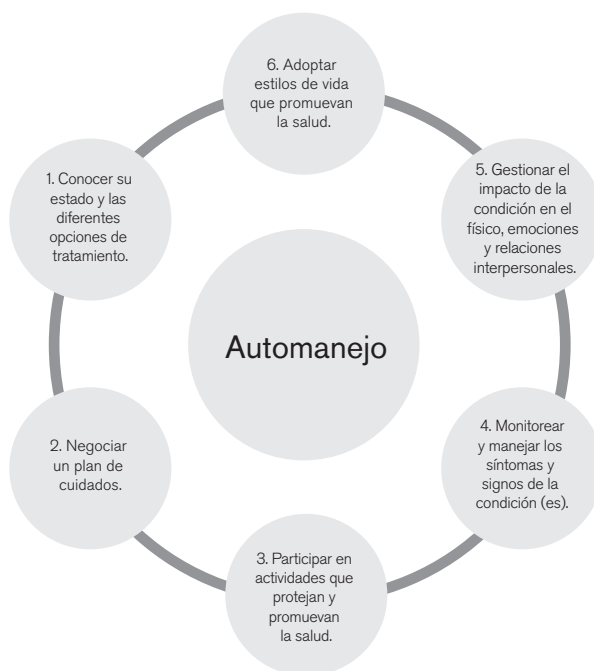 6. Adoptar
estilos de vida
que promuevan
la salud.
1. Conocer su
estado y las
diferentes
opciones de
tratamiento.
5. Gestionar el
impacto de la
condición en el
físico, emociones
y relaciones
interpersonales.
Automanejo
2. Negociar
un plan de
cuidados.
4. Monitorear
y manejar los
síntomas y
signos de la
condición (es).
3. Participar en
actividades que
protejan y
promuevan
la salud.